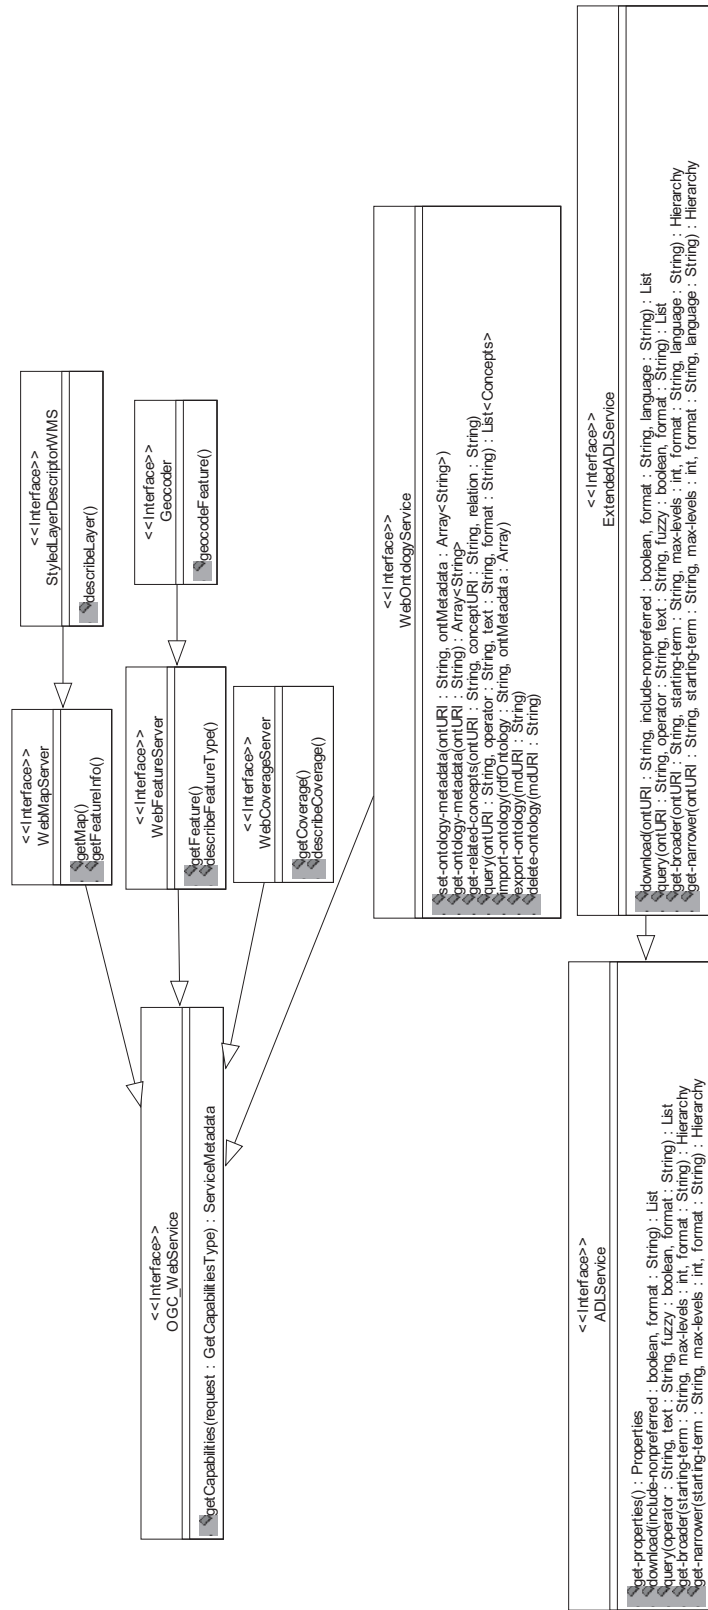 <<Interface>>
OGC_WebService
getCapabilities(request : GetCapabilitiesType) : ServiceMetadata
<<Interface>>
WebMapServer
getMap()
getFeatureInfo()
<<Interface>>
StyledLayerDescriptorWMS
describeLayer()
<<Interface>>
WebFeatureServer
getFeature()
describeFeatureType()
<<Interface>>
Geocoder
geocodeFeature()
<<Interface>>
WebCoverageServer
getCoverage()
describeCoverage()
<<Interface>>
WebOntologyService
set-ontology-metadata(ontURI : String, ontMetadata : Array<String>)
get-ontology-metadata(ontURI : String) : Array<String>
get-related-concepts(ontURI : String, conceptURI : String, relation : String)
query(ontURI : String, operator : String, text : String, format : String) : List<Concepts>
import-ontology(rdfOntology : String, ontMetadata : Array)
export-ontology(mdURI : String)
delete-ontology(mdURI : String)
<<Interface>>
ADLService
get-properties() : Properties
download(include-nonpreferred : boolean, format : String) : List
query(operator : String, text : String, fuzzy : boolean, format : String) : List
get-broader(starting-term : String, max-levels : int, format : String) : Hierarchy
get-narrower(starting-term : String, max-levels : int, format : String) : Hierarchy
<<Interface>>
ExtendedADLService
download(ontURI : String, include-nonpreferred : boolean, format : String, language : String) : List
query(ontURI : String, operator : String, text : String, fuzzy : boolean, format : String) : List
get-broader(ontURI : String, starting-term : String, max-levels : int, format : String, language : String) : Hierarchy
get-narrower(ontURI : String, starting-term : String, max-levels : int, format : String, language : String) : Hierarchy